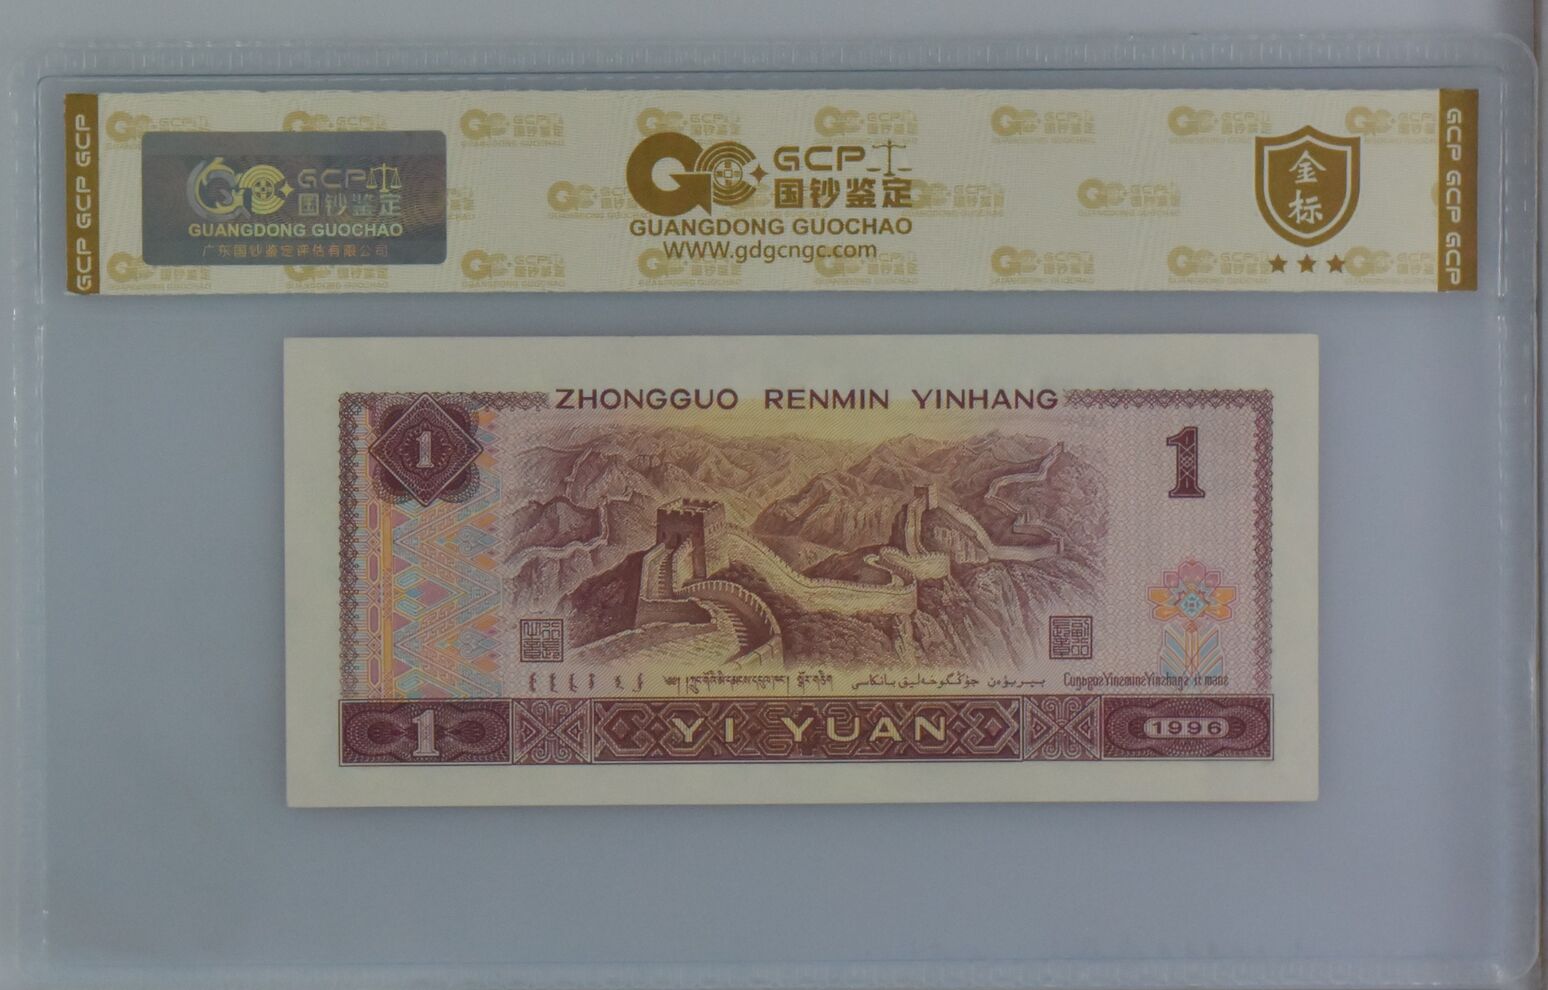 GCP GCP GCP
GCP
国钞鉴定
GUANGDONG GUOCHAO
广东国钞鉴定评估有限公司
GCP
国钞鉴定
GUANGDONG GUOCHAO
WWW.gdgcngc.com
金标
GCP GCP GCP
ZHONGGUO RENMIN YINHANG
1
1
1
YI YUAN
1996